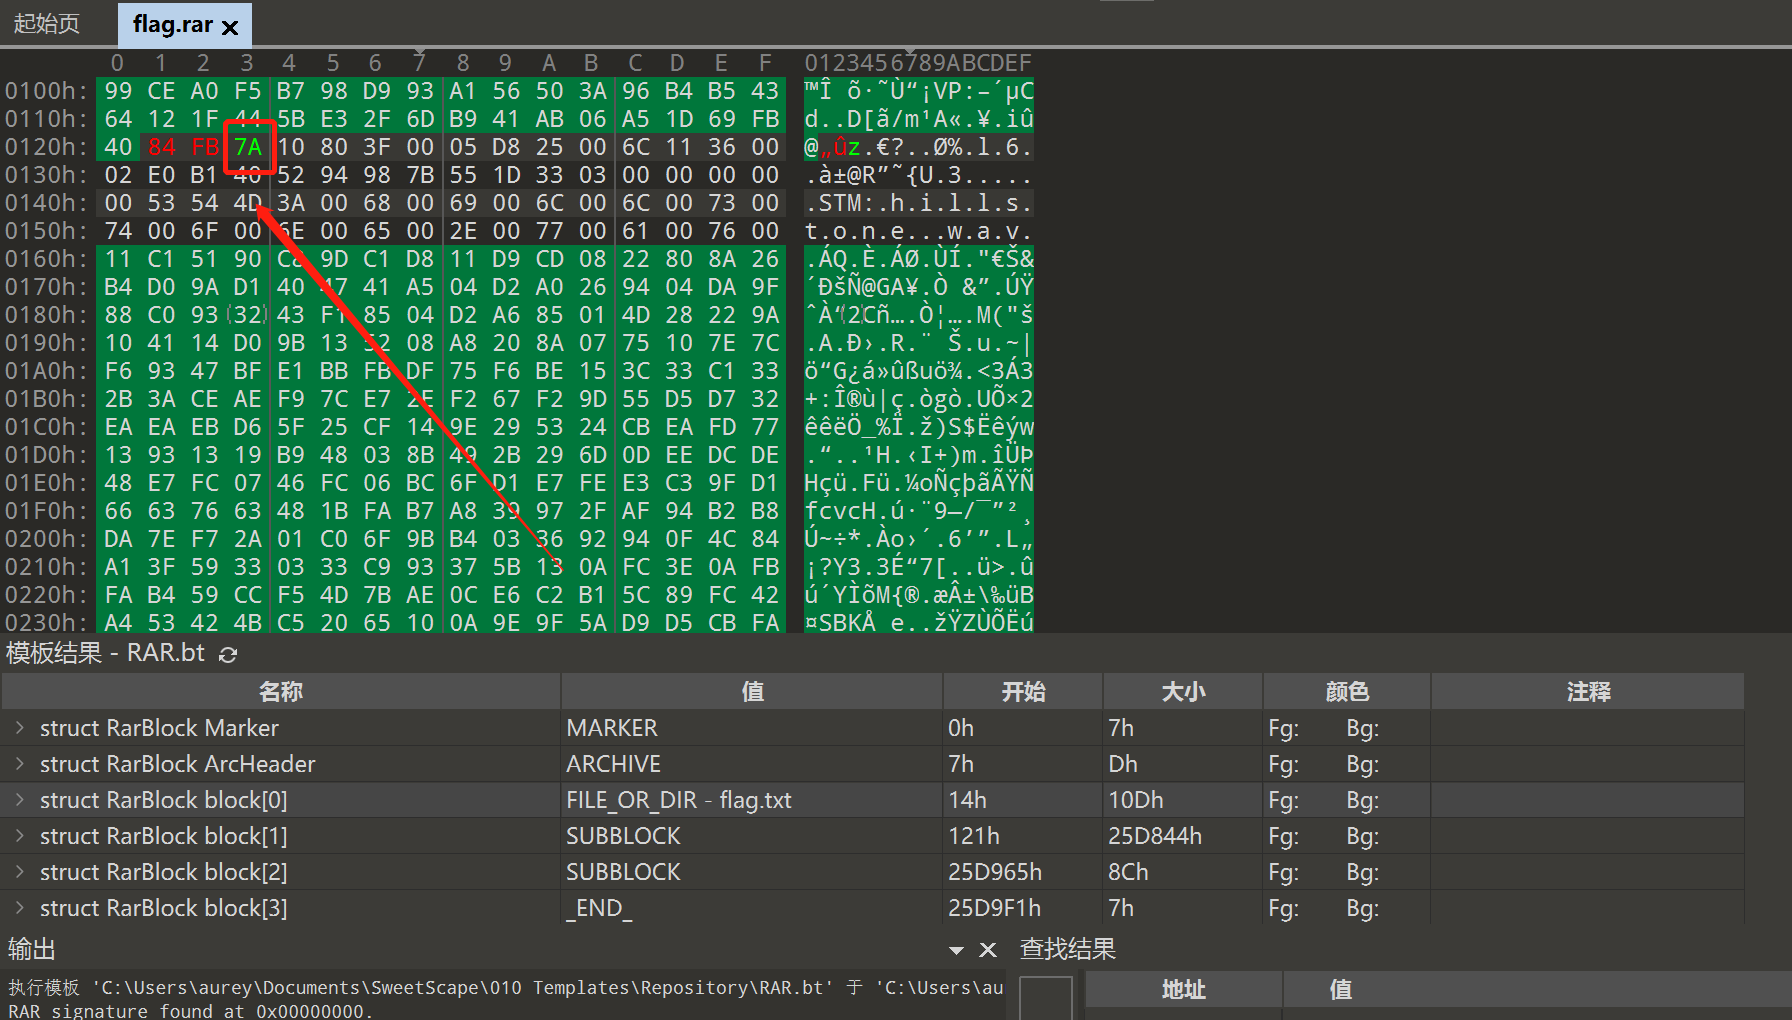 起始页 flag.rar
0 1 2 3 4 5 6 7 8 9 A B C D E F 0123456789ABCDEF
0100h: 99 CE A0 F5 B7 98 D9 93 A1 56 50 3A 96 B4 B5 43 ™Î õ·˜Ù“¡VP:–´µC
0110h: 64 12 1F 44 5B E3 2F 6D B9 41 AB 06 A5 1D 69 FB d..D[ã/m¹A«.¥.iû
0120h: 40 84 FB 7A 10 80 3F 00 05 D8 25 00 6C 11 36 00 @„ûz.€?..Ø%.l.6.
0130h: 02 E0 B1 40 52 94 98 7B 55 1D 33 03 00 00 00 00 .à±@R”˜{U.3.....
0140h: 00 53 54 4D 3A 00 68 00 69 00 6C 00 6C 00 73 00 .STM:.h.i.l.l.s.
0150h: 74 00 6F 00 6E 00 65 00 2E 00 77 00 61 00 76 00 t.o.n.e...w.a.v.
0160h: 11 C1 51 90 C8 9D C1 D8 11 D9 CD 08 22 80 8A 26 .ÁQ.È.ÁØ.ÙÍ."€Š&
0170h: B4 D0 9A D1 40 47 41 A5 04 D2 A0 26 94 04 DA 9F ´ÐšÑ@GA¥.Ò &”.ÚŸ
0180h: 88 C0 93 32 43 F1 85 04 D2 A6 85 01 4D 28 22 9A ˆÀ“2Cñ….Ò¦….M("š
0190h: 10 41 14 D0 9B 13 52 08 A8 20 8A 07 75 10 7E 7C .A.Ð›.R.¨ Š.u.~|
01A0h: F6 93 47 BF E1 BB FB DF 75 F6 BE 15 3C 33 C1 33 ö“G¿á»ûßuö¾.<3Á3
01B0h: 2B 3A CE AE F9 7C E7 2E F2 67 F2 9D 55 D5 D7 32 +:Î®ù|ç.ògò.UÕ×2
01C0h: EA EA EB D6 5F 25 CF 14 9E 29 53 24 CB EA FD 77 êêëÖ_%Ï.ž)S$Ëêýw
01D0h: 13 93 13 19 B9 48 03 8B 49 2B 29 6D 0D EE DC DE .“..¹H.‹I+)m.îÜÞ
01E0h: 48 E7 FC 07 46 FC 06 BC 6F D1 E7 FE E3 C3 9F D1 Hçü.Fü.¼oÑçþãÃŸÑ
01F0h: 66 63 76 63 48 1B FA B7 A8 39 97 2F AF 94 B2 B8 fcvcH.ú·¨9—/¯”²¸
0200h: DA 7E F7 2A 01 C0 6F 9B B4 03 36 92 94 0F 4C 84 Ú~÷*.Ào›´.6’”.L„
0210h: A1 3F 59 33 03 33 C9 93 37 5B 13 0A FC 3E 0A FB ¡?Y3.3É“7[..ü>.û
0220h: FA B4 59 CC F5 4D 7B AE 0C E6 C2 B1 5C 89 FC 42 ú´YÌõM{®.æÂ±\‰üB
0230h: A4 53 42 4B C5 20 65 10 0A 9E 9F 5A D9 D5 CB FA ¤SBKÅ e..žŸZÙÕËú
模板结果 - RAR.bt
名称 值 开始 大小 颜色 注释
struct RarBlock Marker MARKER 0h 7h Fg: Bg:
struct RarBlock ArcHeader ARCHIVE 7h Dh Fg: Bg:
struct RarBlock block[0] FILE_OR_DIR - flag.txt 14h 10Dh Fg: Bg:
struct RarBlock block[1] SUBBLOCK 121h 25D844h Fg: Bg:
struct RarBlock block[2] SUBBLOCK 25D965h 8Ch Fg: Bg:
struct RarBlock block[3] _END_ 25D9F1h 7h Fg: Bg:
输出 查找结果
执行模板 'C:\Users\aurey\Documents\SweetScape\010 Templates\Repository\RAR.bt' 于 'C:\Users\au
地址 值
RAR signature found at 0x00000000.